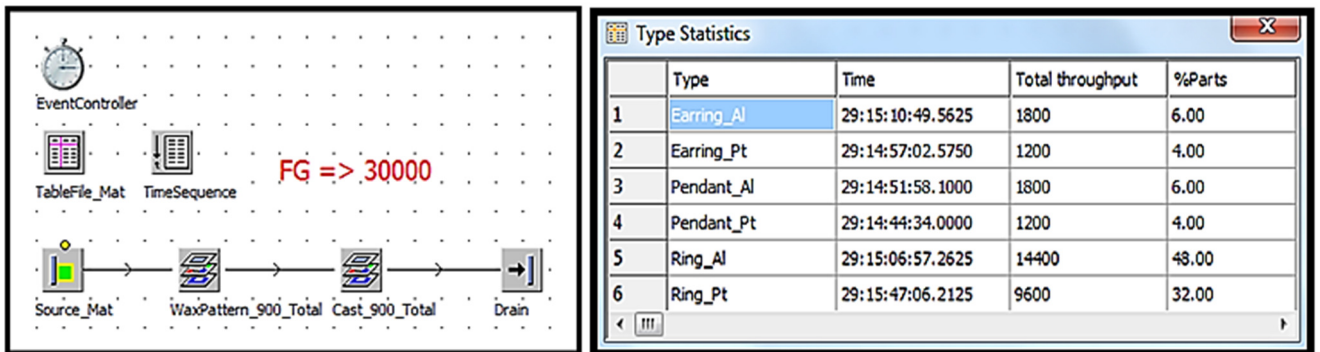 EventController
TableFile_Mat TimeSequence
FG => 30000
Source_Mat WaxPattern_900_Total Cast_900_Total Drain
Type Statistics
Type Time Total throughput %Parts
1 Earring_Al 29:15:10:49.5625 1800 6.00
2 Earring_Pt 29:14:57:02.5750 1200 4.00
3 Pendant_Al 29:14:51:58.1000 1800 6.00
4 Pendant_Pt 29:14:44:34.0000 1200 4.00
5 Ring_Al 29:15:06:57.2625 14400 48.00
6 Ring_Pt 29:15:47:06.2125 9600 32.00